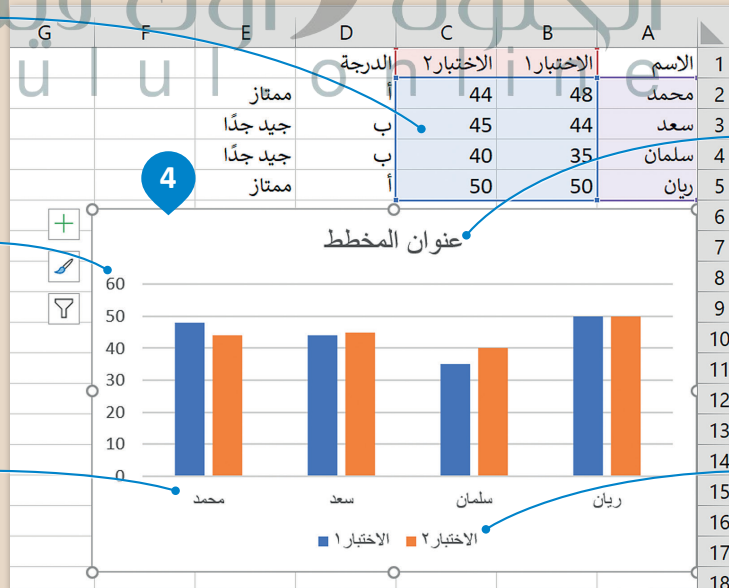 G F E D C B A
الاسم الاختبار١ الاختبار٢ الدرجة 1
محمد 48 44 أ ممتاز 2
سعد 44 45 ب جيد جدًا 3
سلمان 35 40 ب جيد جدًا 4
ريان 50 50 أ ممتاز 5
ülul online
4
عنوان المخطط
6
7
8
9
10
11
12
13
14
15
16
17
18
60
50
40
30
20
10
0
محمد سعد سلمان ريان
الاختبار١ الاختبار٢